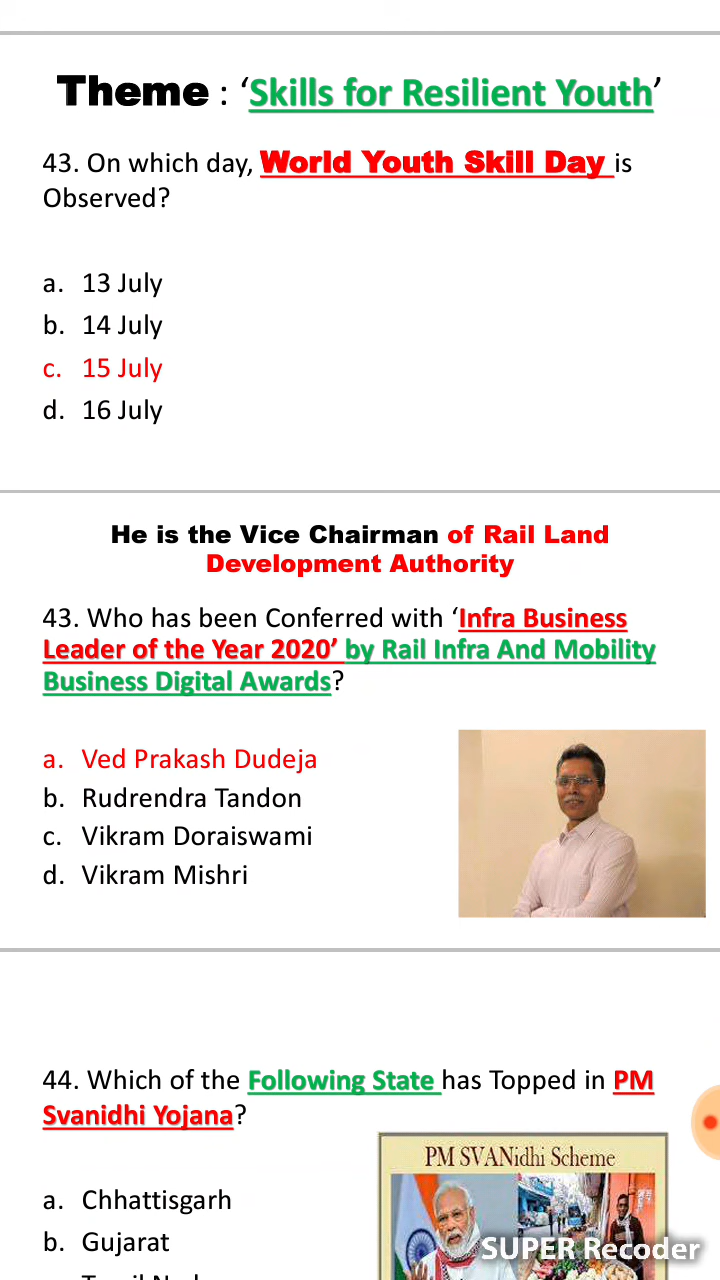 Theme : ‘Skills for Resilient Youth’
43. On which day, World Youth Skill Day is
Observed?
a. 13 July
b. 14 July
c. 15 July
d. 16 July
He is the Vice Chairman of Rail Land
Development Authority
43. Who has been Conferred with ‘Infra Business
Leader of the Year 2020’ by Rail Infra And Mobility
Business Digital Awards?
a. Ved Prakash Dudeja
b. Rudrendra Tandon
c. Vikram Doraiswami
d. Vikram Mishri
44. Which of the Following State has Topped in PM
Svanidhi Yojana?
PM SVANidhi Scheme
a. Chhattisgarh
b. Gujarat
SUPER Recoder